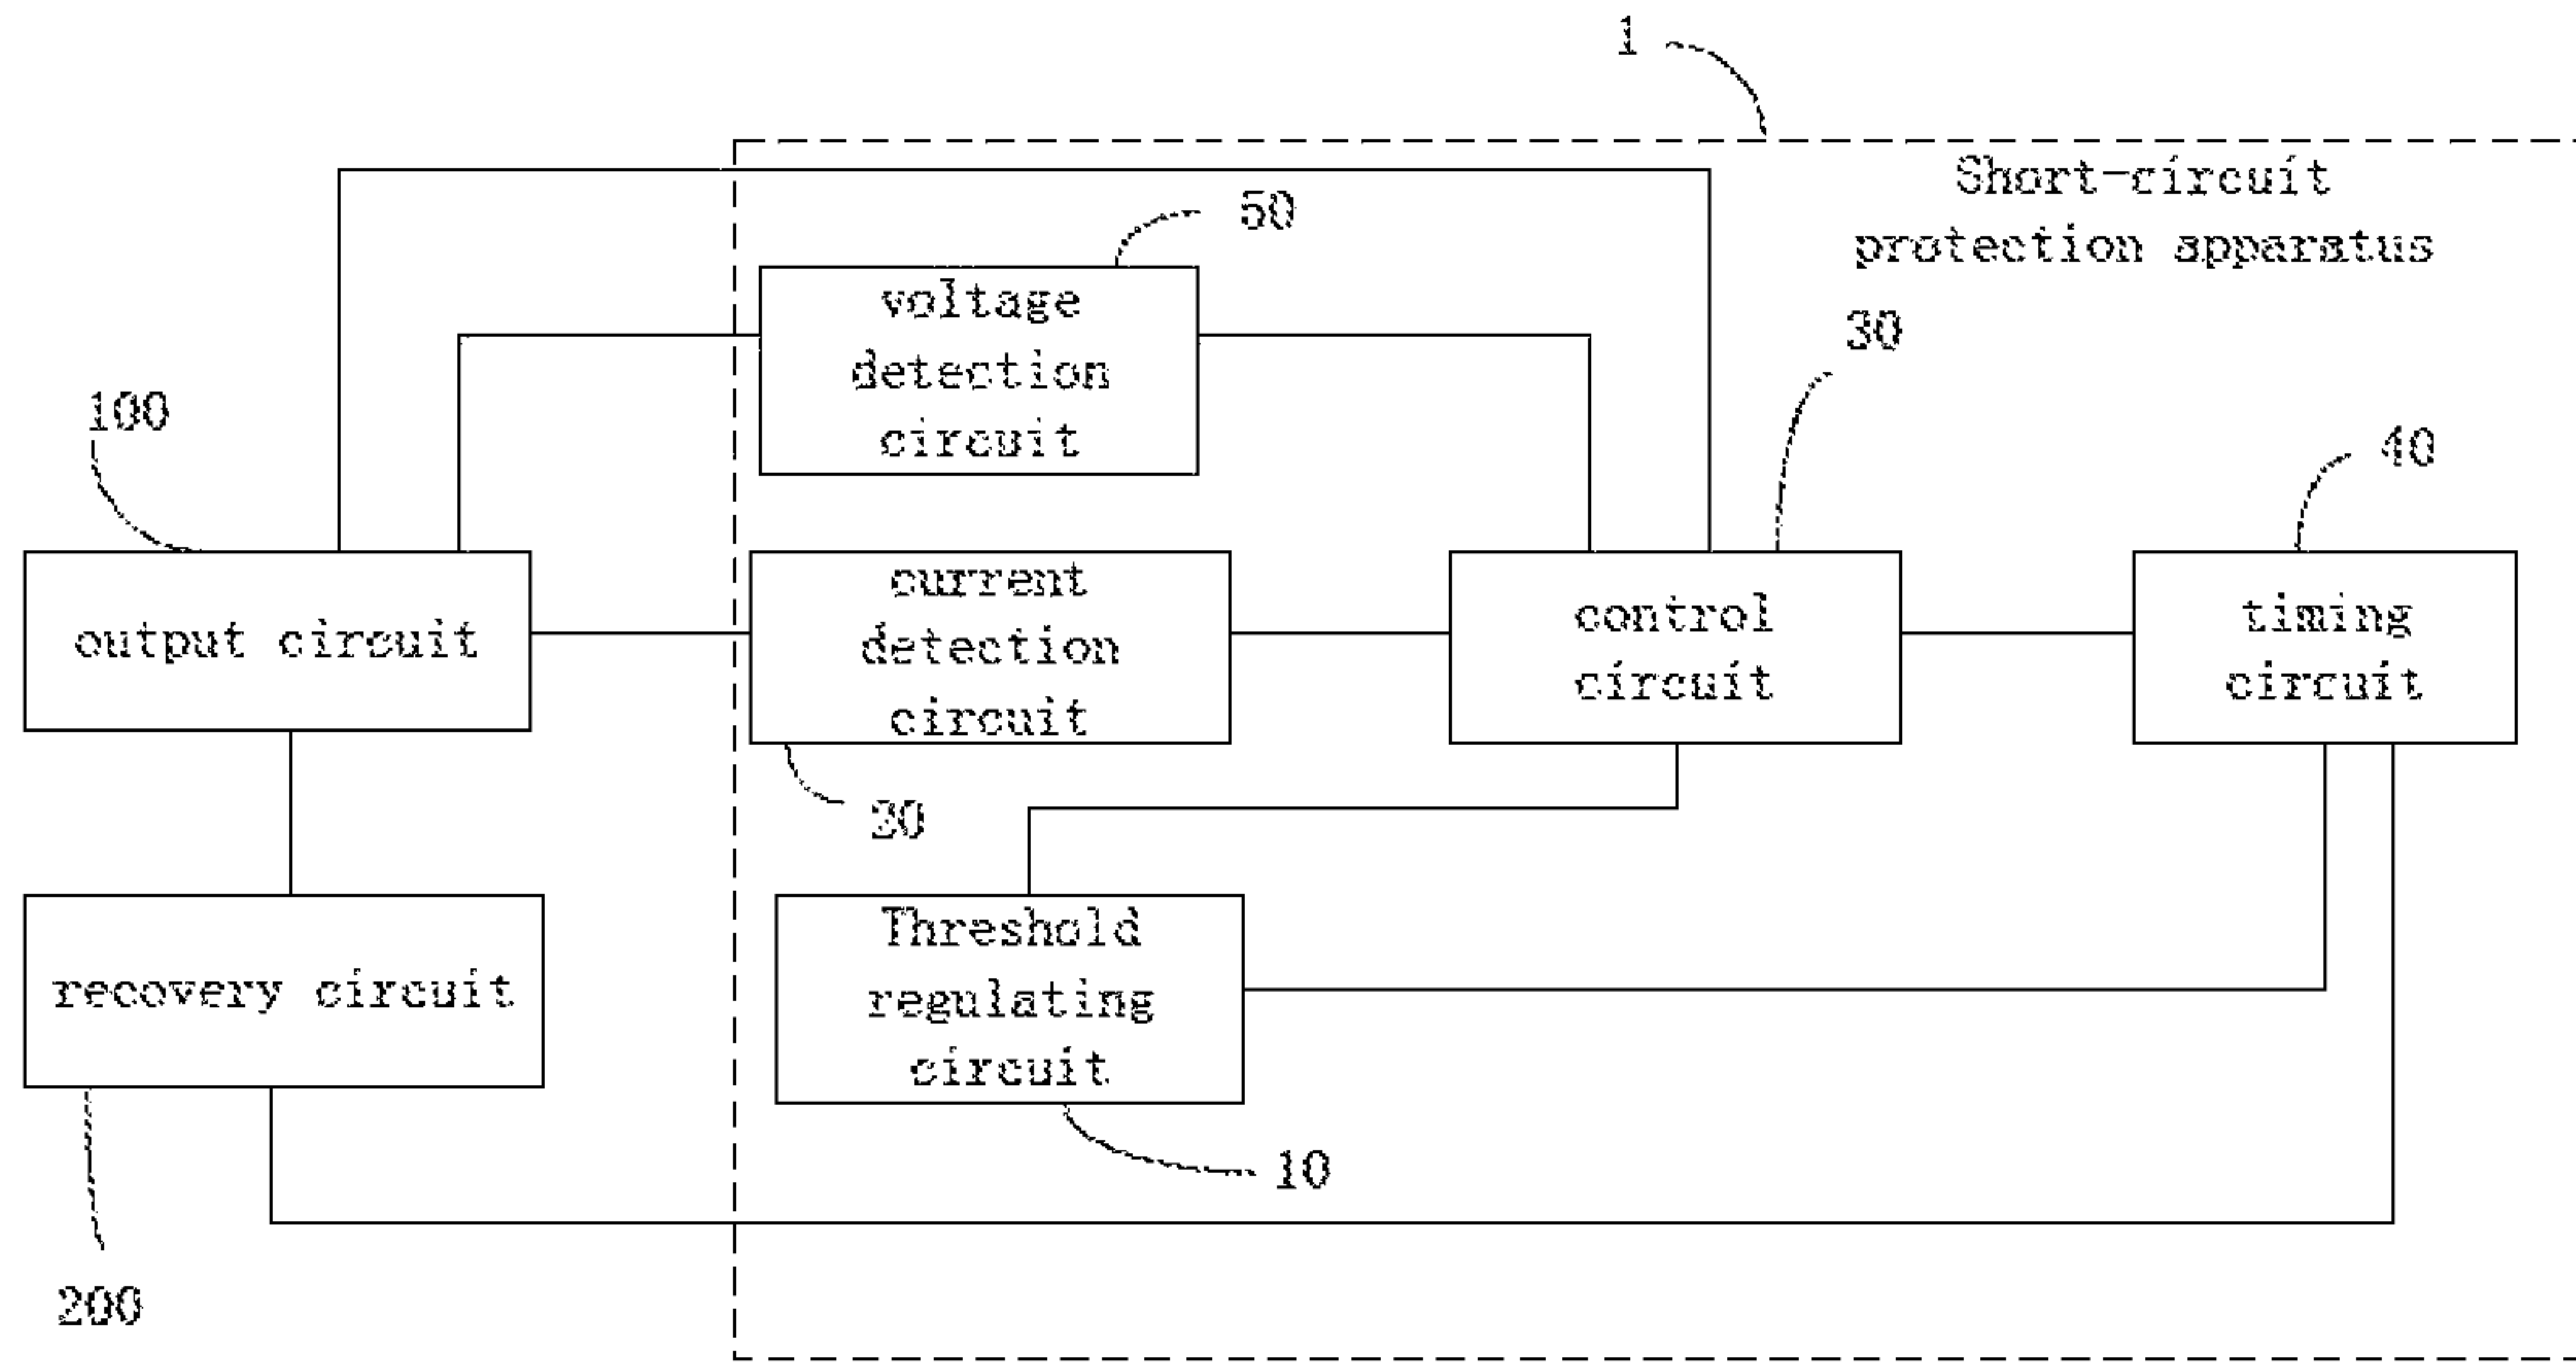 1
Short-circuit
protection apparatus
50
voltage
detection
circuit
30
100
40
output circuit
current
detection
circuit
control
circuit
timing
circuit
20
recovery circuit
Threshold
regulating
circuit
10
200